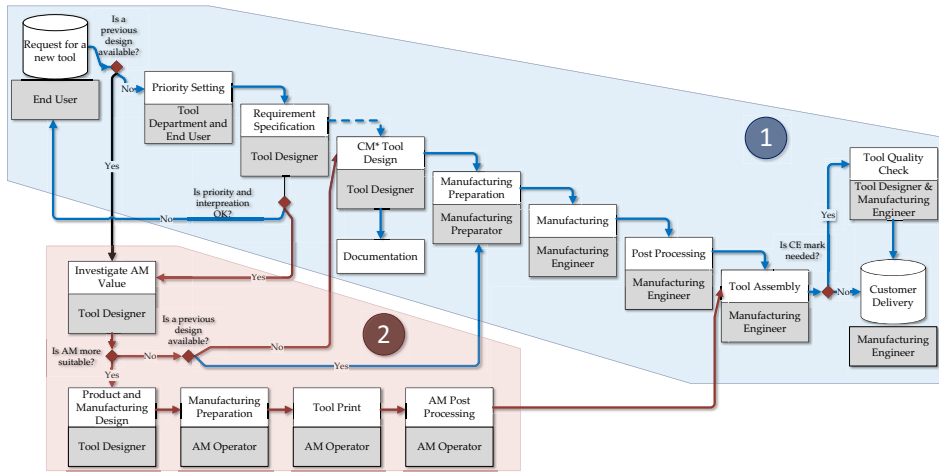 Request for a
new tool
End User
Is a
previous
design
available?
No
Yes
Priority Setting
Tool
Department and
End User
Requirement
Specification
Tool Designer
Is priority and
interpreation
OK?
No
Yes
CM* Tool
Design
Tool Designer
Documentation
Manufacturing
Preparation
Manufacturing
Preparator
Manufacturing
Manufacturing
Engineer
Post Processing
Manufacturing
Engineer
Tool Assembly
Manufacturing
Engineer
1
Is CE mark
needed?
Yes
No
Tool Quality
Check
Tool Designer &
Manufacturing
Engineer
Customer
Delivery
Manufacturing
Engineer
Investigate AM
Value
Tool Designer
Is AM more
suitable?
No
Yes
Is a previous
design
available?
No
Yes
2
Product and
Manufacturing
Design
Tool Designer
Manufacturing
Preparation
AM Operator
Tool Print
AM Operator
AM Post
Processing
AM Operator